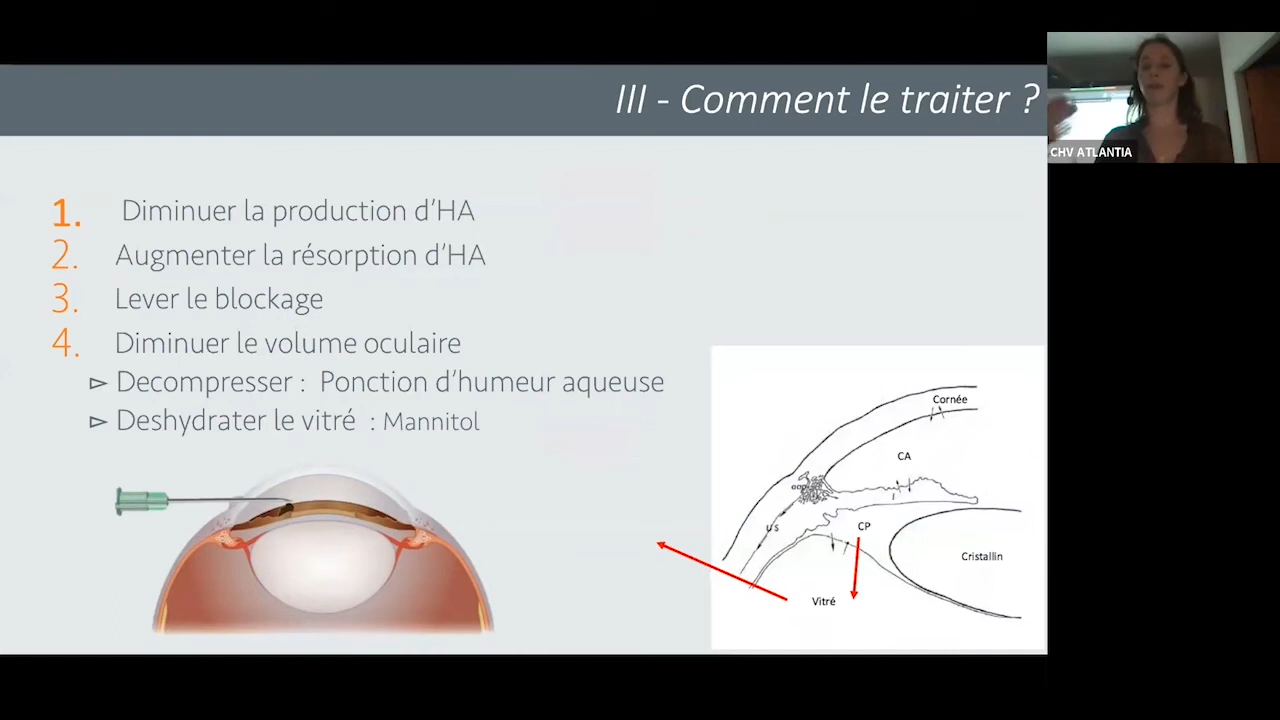 III - Comment le traiter ?
CHV ATLANTIA
1. Diminuer la production d'HA
2. Augmenter la résorption d'HA
3. Lever le blockage
4. Diminuer le volume oculaire
Decompresser : Ponction d'humeur aqueuse
Deshydrater le vitré : Mannitol
Cornée
CA
US
CP
Cristallin
Vitré